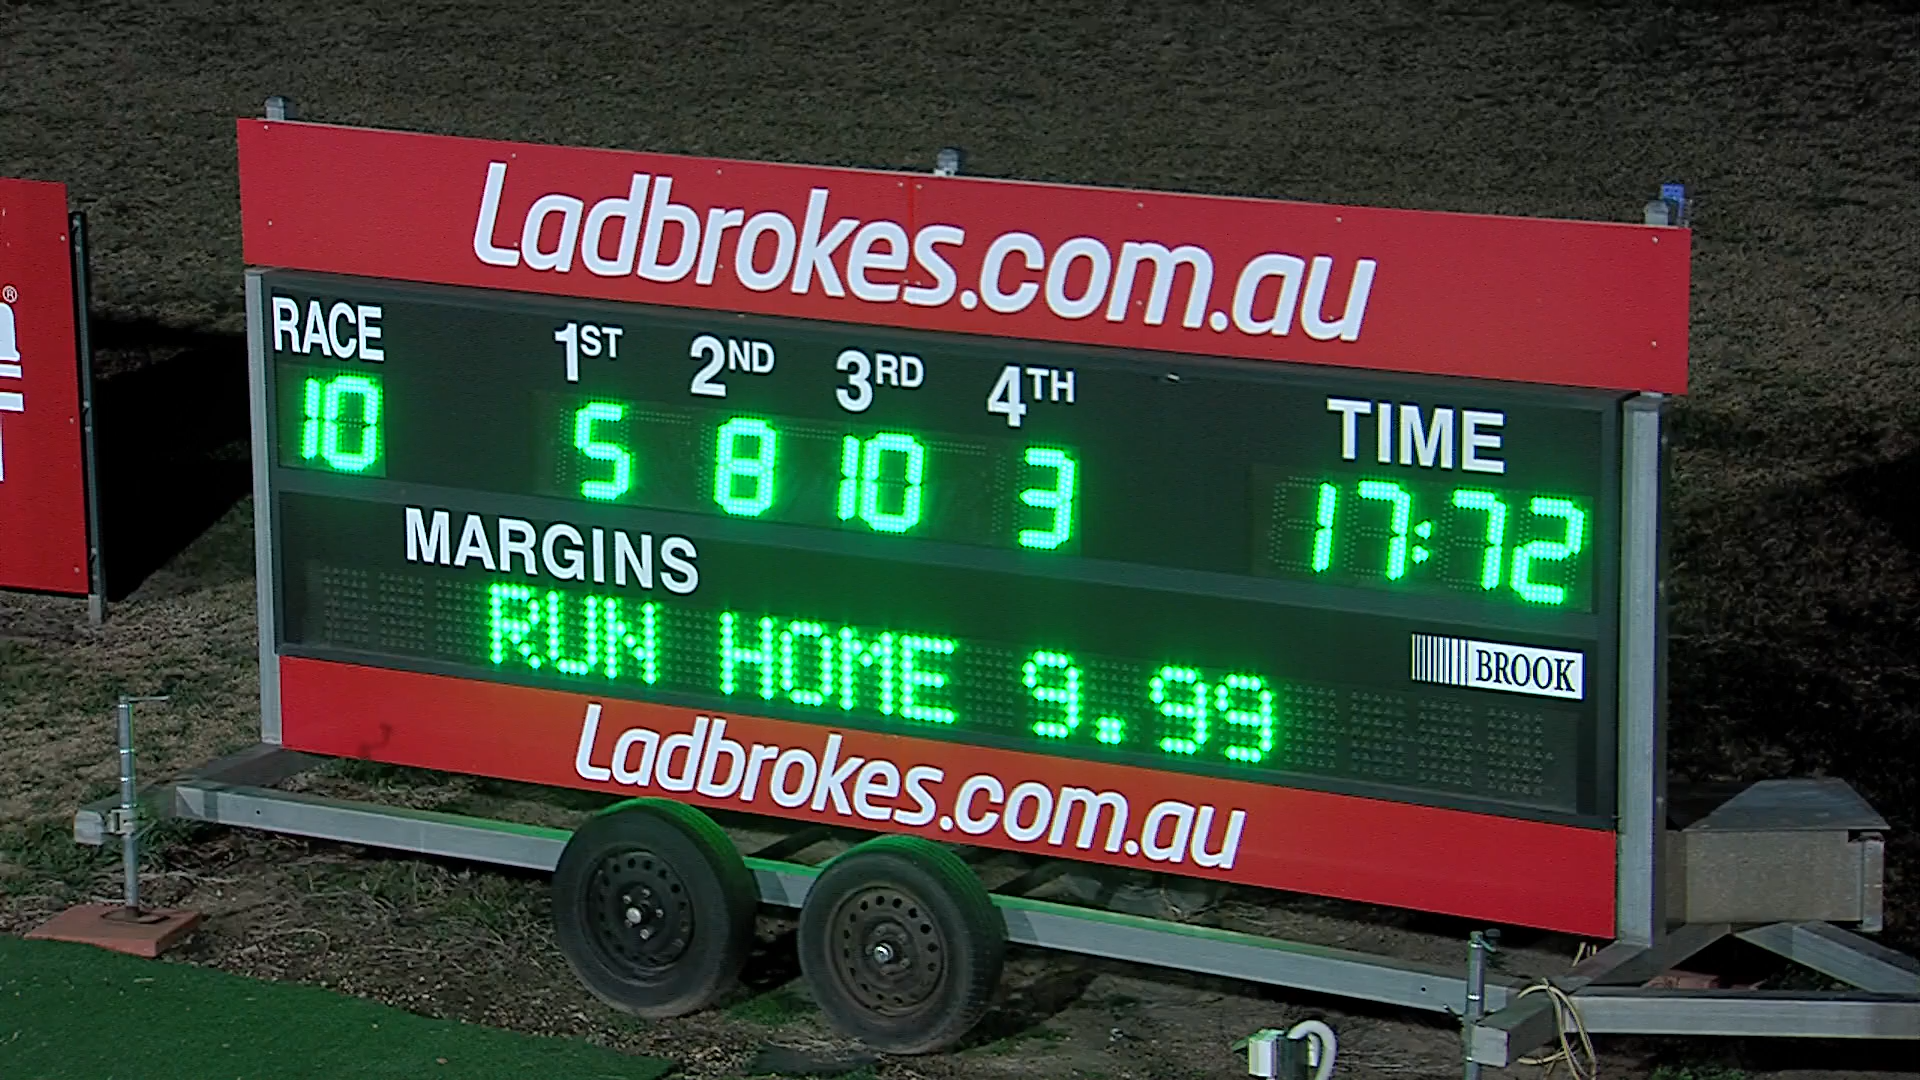 Ladbrokes.com.au
RACE 1ST 2ND 3RD 4TH TIME
10 5 8 10 3 17:72
MARGINS
RUN HOME 9.99
BROOK
Ladbrokes.com.au
®